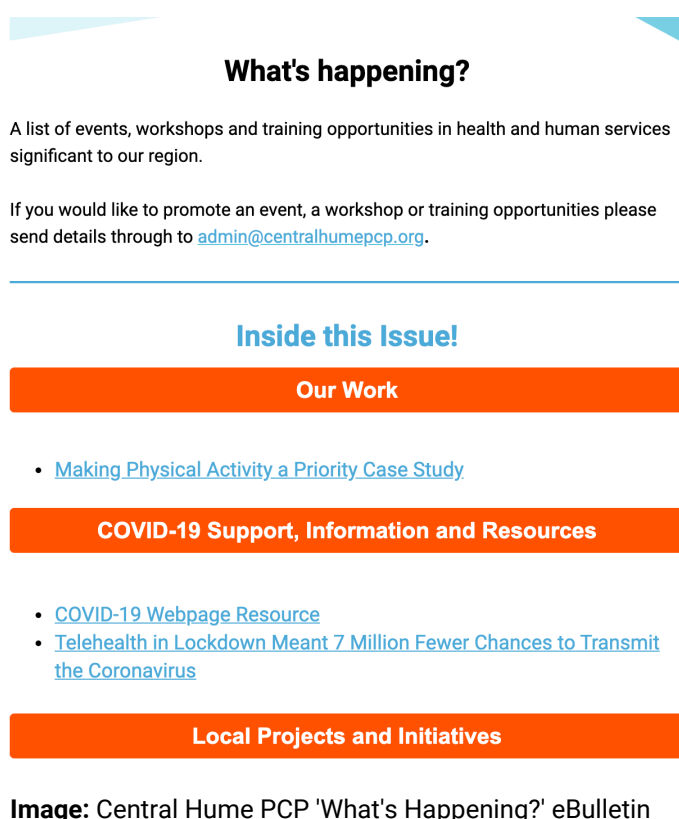 What's happening?
A list of events, workshops and training opportunities in health and human services
significant to our region.
If you would like to promote an event, a workshop or training opportunities please
send details through to admin@centralhumepcp.org.
Inside this Issue!
Our Work
• Making Physical Activity a Priority Case Study
COVID-19 Support, Information and Resources
• COVID-19 Webpage Resource
• Telehealth in Lockdown Meant 7 Million Fewer Chances to Transmit
the Coronavirus
Local Projects and Initiatives
Image: Central Hume PCP 'What's Happening?' eBulletin